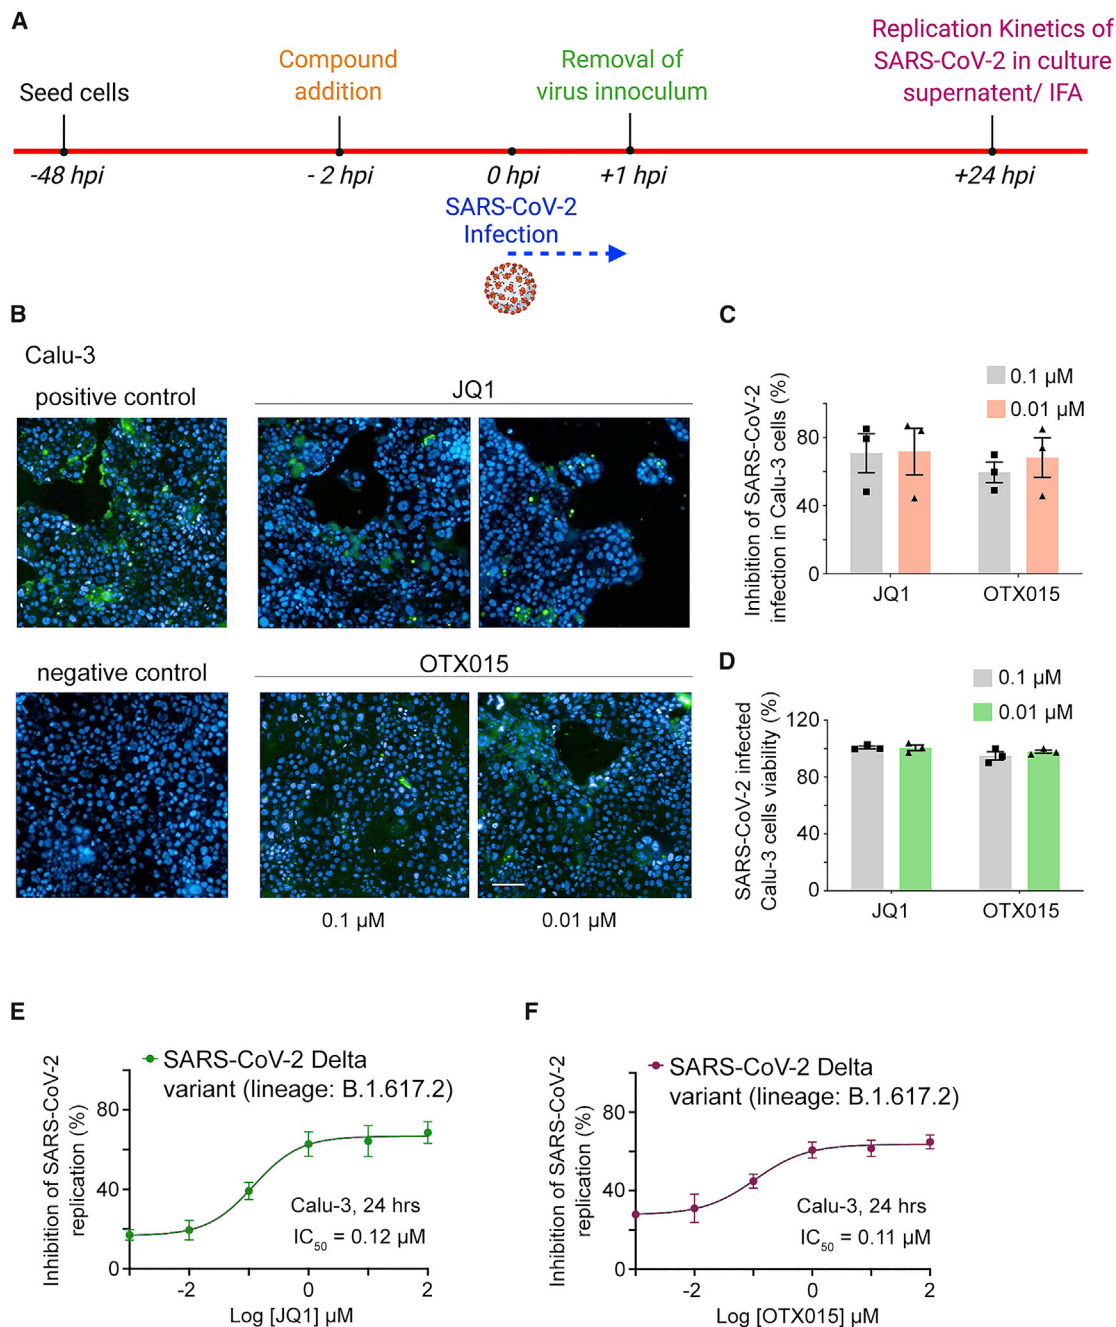 A
Seed cells
Compound
addition
Removal of
virus innoculum
Replication Kinetics of
SARS-CoV-2 in culture
supernatent/ IFA
-48 hpi
- 2 hpi
0 hpi
+1 hpi
+24 hpi
SARS-CoV-2
Infection
B
Calu-3
positive control
JQ1
negative control
OTX015
0.1 µM
0.01 µM
C
Inhibition of SARS-CoV-2
infection in Calu-3 cells (%)
0.1 µM
0.01 µM
80
40
0
JQ1
OTX015
D
SARS-CoV-2 infected
Calu-3 cells viability (%)
0.1 µM
0.01 µM
120
80
40
0
JQ1
OTX015
E
Inhibition of SARS-CoV-2
replication (%)
SARS-CoV-2 Delta
variant (lineage: B.1.617.2)
80
40
0
Calu-3, 24 hrs
IC50 = 0.12 µM
-2
0
2
Log [JQ1] µM
F
Inhibition of SARS-CoV-2
replication (%)
SARS-CoV-2 Delta
variant (lineage: B.1.617.2)
80
40
0
Calu-3, 24 hrs
IC50 = 0.11 µM
-2
0
2
Log [OTX015] µM